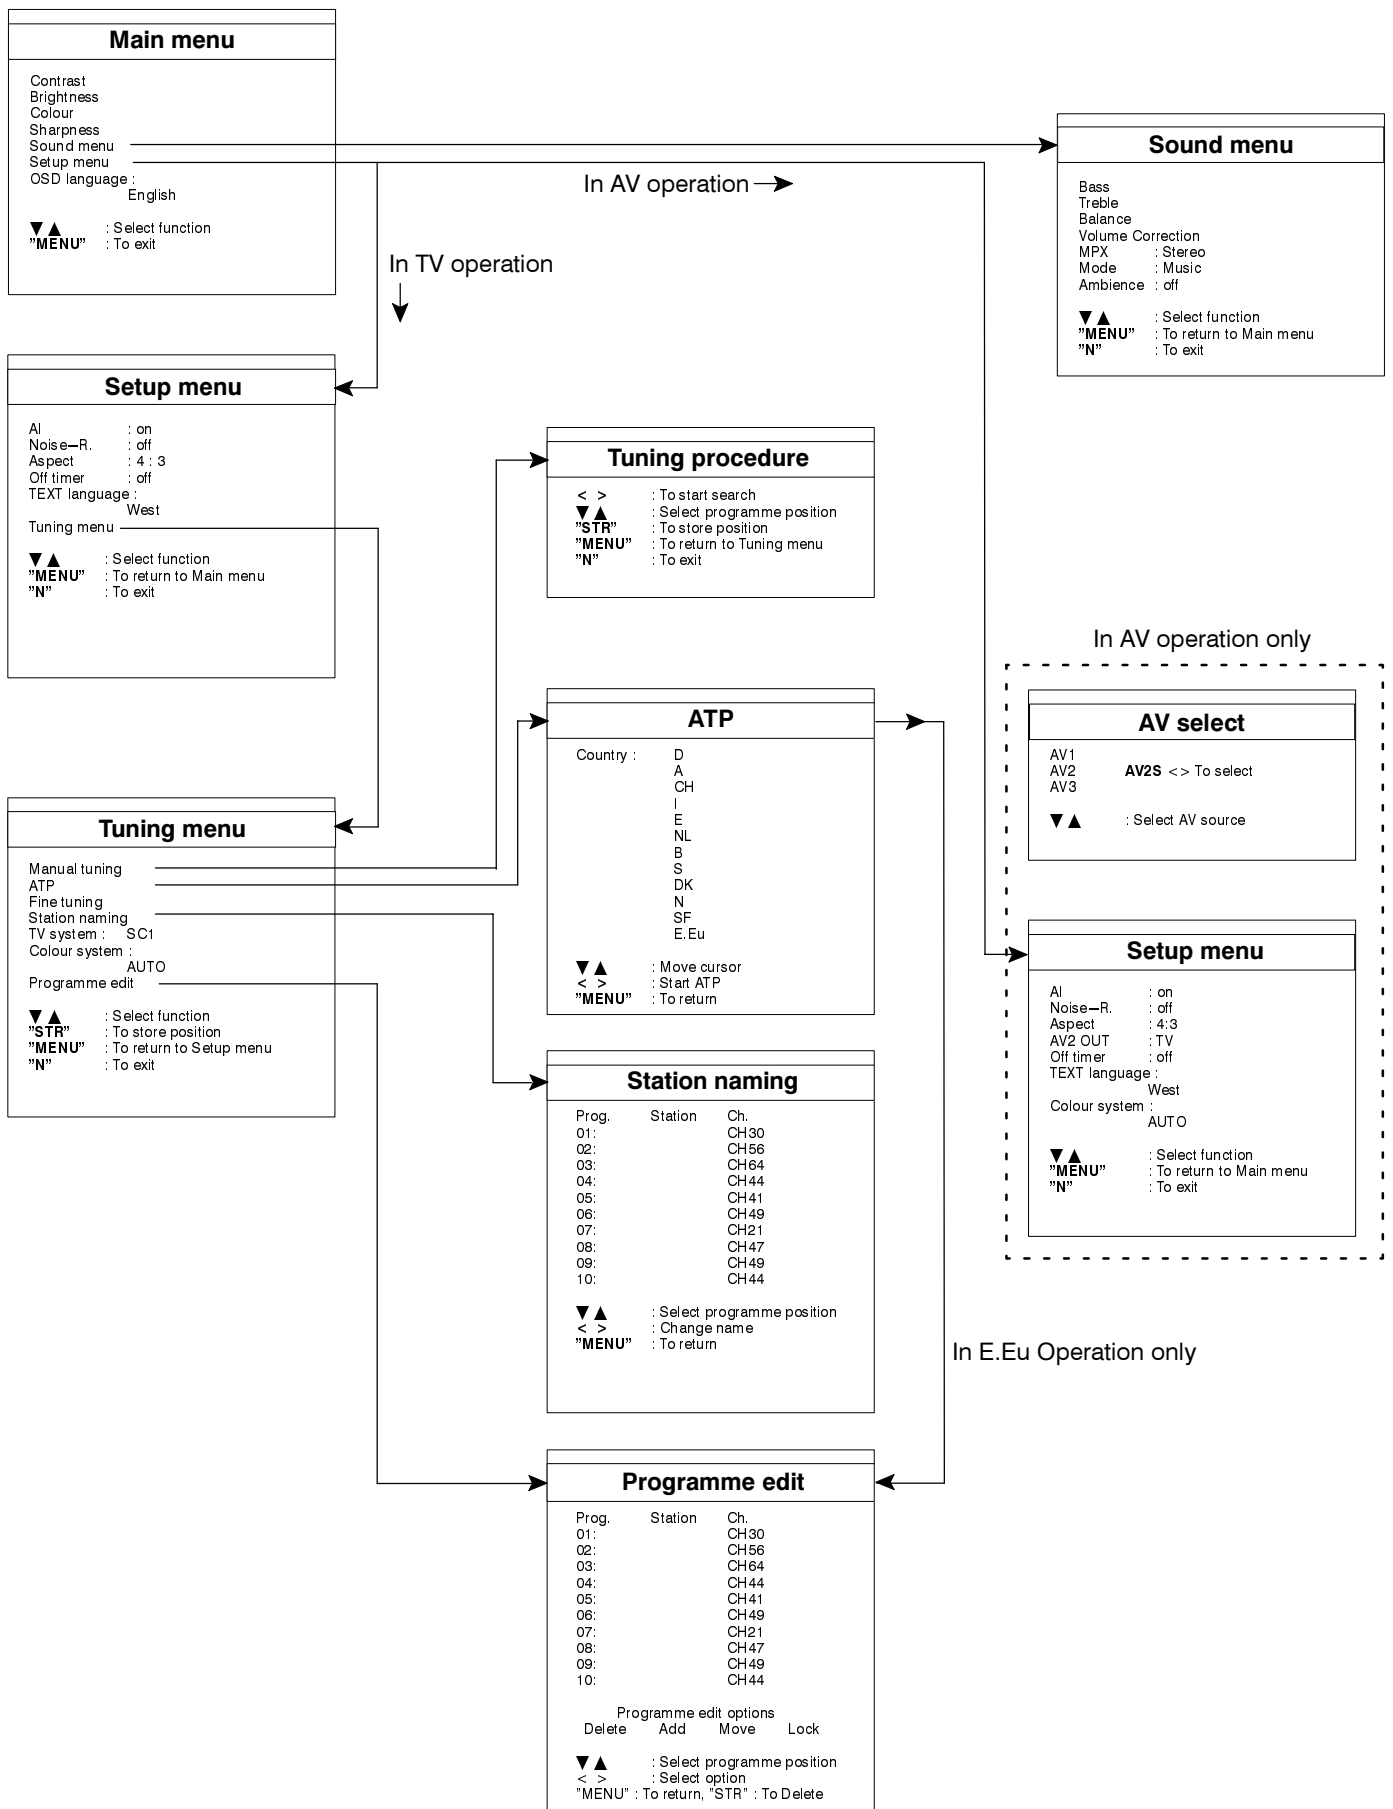 Main menu
Contrast
Brightness
Colour
Sharpness
Sound menu
Setup menu
OSD language :
English
▼ ▲ : Select function
”MENU” : To exit
In AV operation
In TV operation
Sound menu
Bass
Treble
Balance
Volume Correction
MPX : Stereo
Mode : Music
Ambience : off
▼ ▲ : Select function
”MENU” : To return to Main menu
”N” : To exit
Setup menu
AI : on
Noise–R. : off
Aspect : 4 : 3
Off timer : off
TEXT language :
West
Tuning menu
▼ ▲ : Select function
”MENU” : To return to Main menu
”N” : To exit
Tuning procedure
< > : To start search
▼ ▲ : Select programme position
”STR” : To store position
”MENU” : To return to Tuning menu
”N” : To exit
Tuning menu
Manual tuning
ATP
Fine tuning
Station naming
TV system : SC1
Colour system :
AUTO
Programme edit
▼ ▲ : Select function
”STR” : To store position
”MENU” : To return to Setup menu
”N” : To exit
ATP
Country : D
A
CH
I
E
NL
B
S
DK
N
SF
E.Eu
▼ ▲ : Move cursor
< > : Start ATP
”MENU” : To return
In AV operation only
AV select
AV1
AV2 AV2S < > To select
AV3
▼ ▲ : Select AV source
Setup menu
AI : on
Noise–R. : off
Aspect : 4:3
AV2 OUT : TV
Off timer : off
TEXT language :
West
Colour system :
AUTO
▼ ▲ : Select function
”MENU” : To return to Main menu
”N” : To exit
Station naming
Prog. Station Ch.
01: CH30
02: CH56
03: CH64
04: CH44
05: CH41
06: CH49
07: CH21
08: CH47
09: CH49
10: CH44
▼ ▲ : Select programme position
< > : Change name
”MENU” : To return
In E.Eu Operation only
Programme edit
Prog. Station Ch.
01: CH30
02: CH56
03: CH64
04: CH44
05: CH41
06: CH49
07: CH21
08: CH47
09: CH49
10: CH44
Programme edit options
Delete Add Move Lock
▼ ▲ : Select programme position
< > : Select option
”MENU” : To return, ”STR” : To Delete